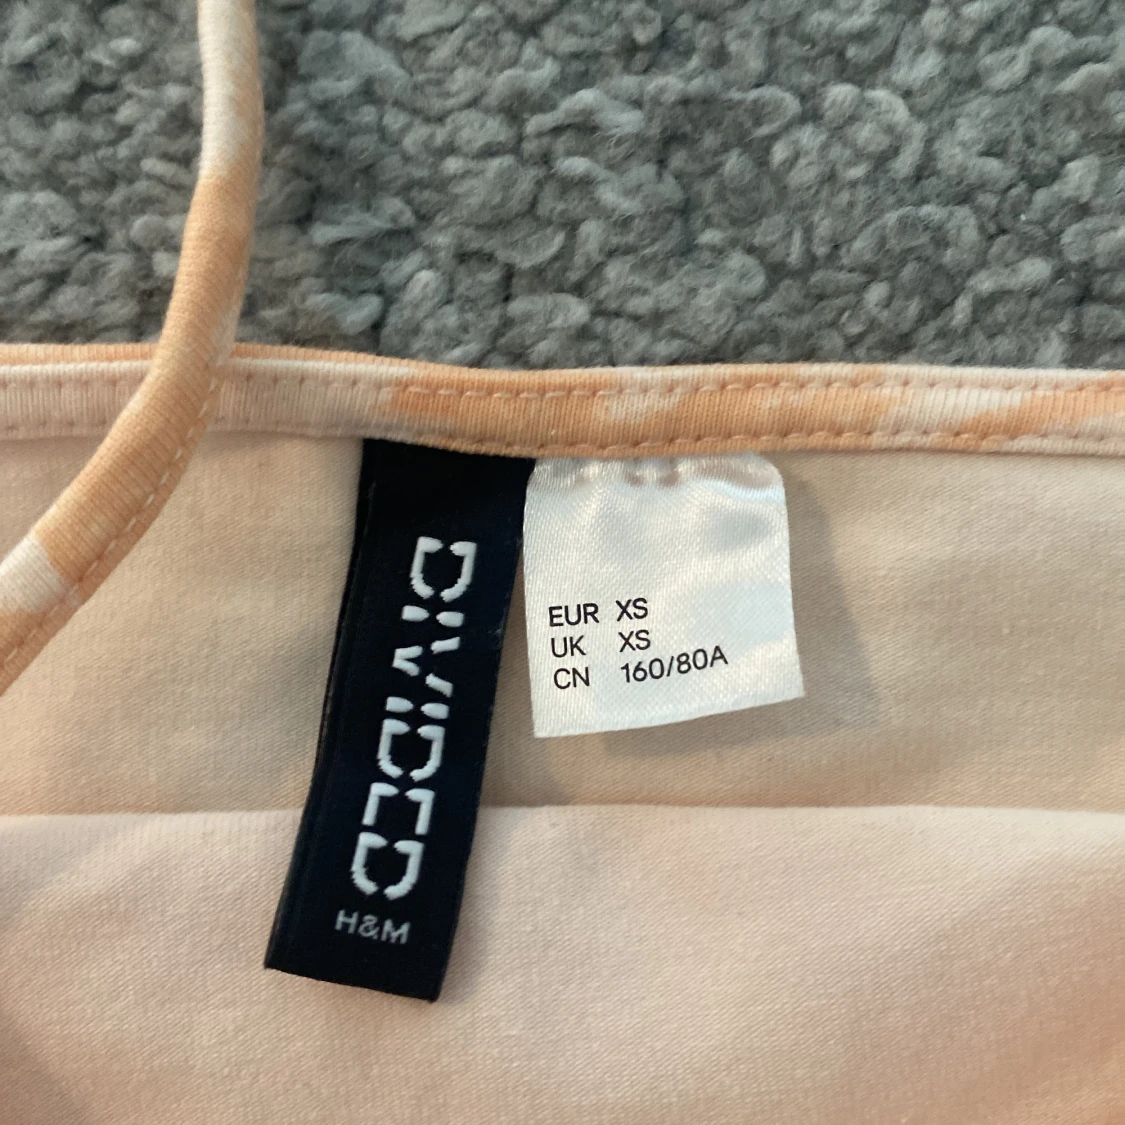 DIVIDED
H&M
EUR XS
UK XS
CN 160/80A